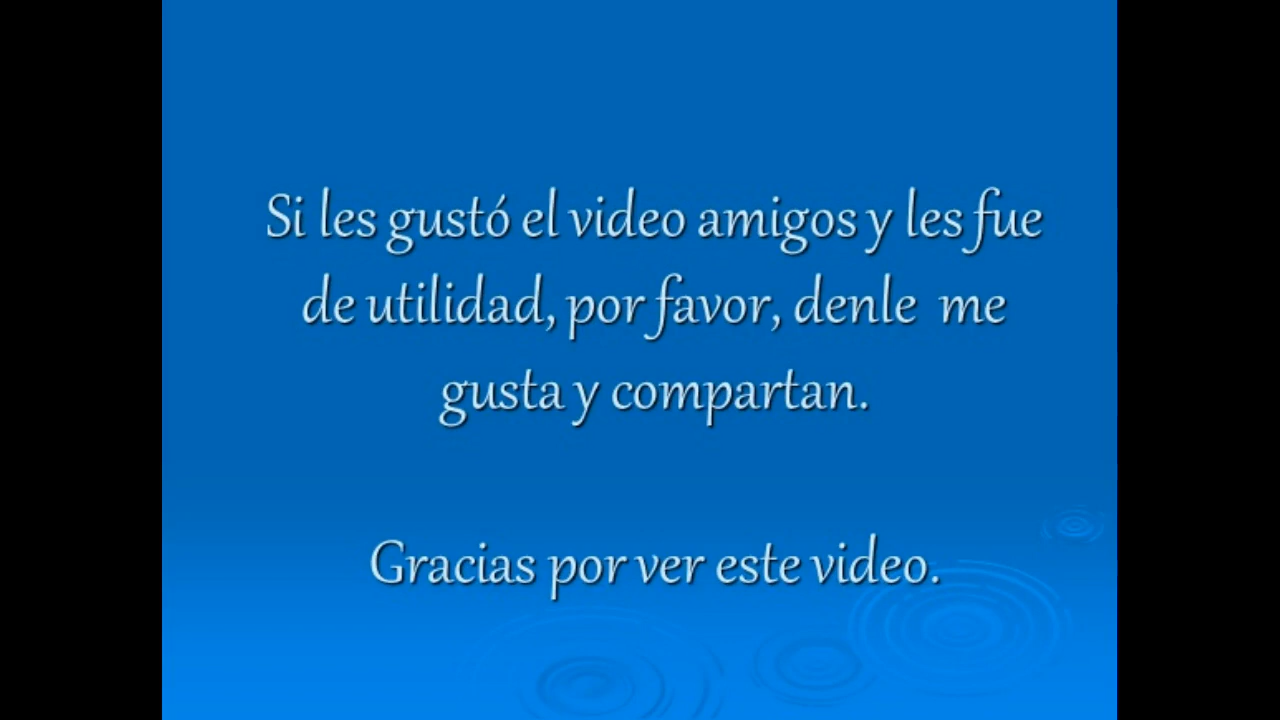 Si les gustó el video amigos y les fue
de utilidad, por favor, denle  me
gusta y compartan.
Gracias por ver este video.